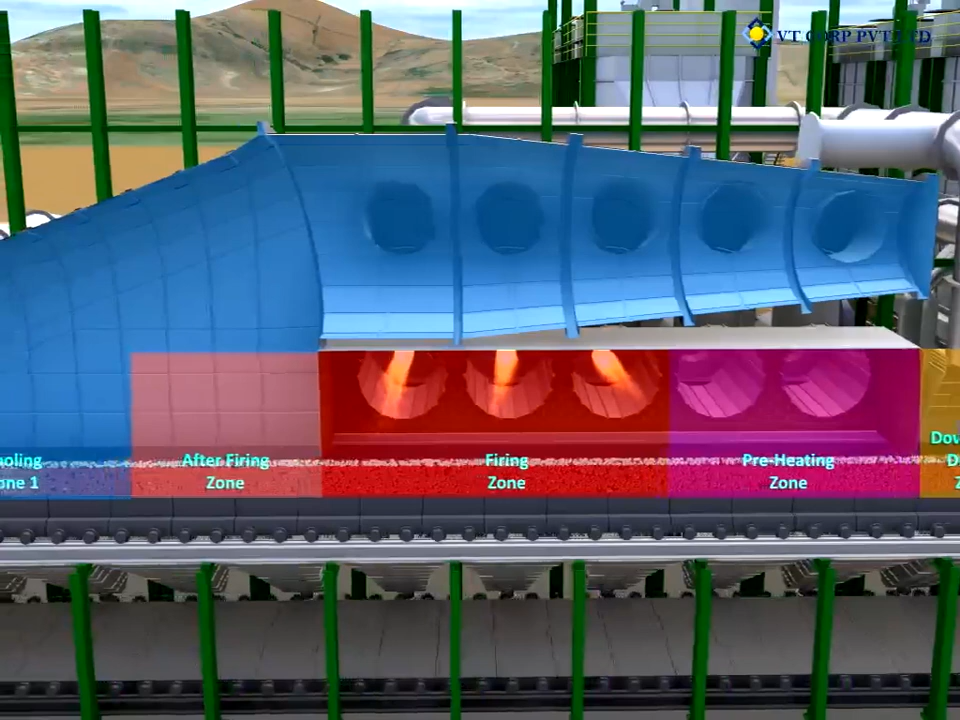 VT CORP PVT LTD
After Firing
Zone
Firing
Zone
Pre-Heating
Zone